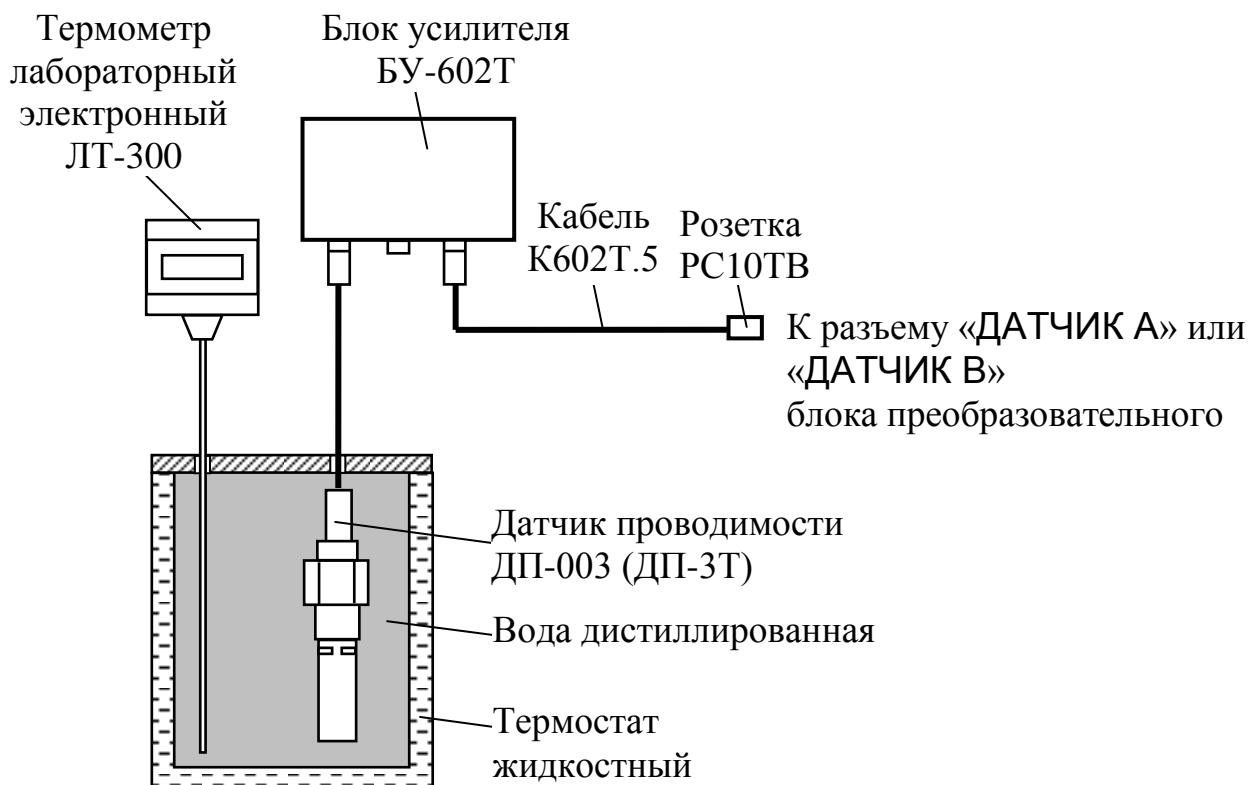 Термометр
лабораторный
электронный
ЛТ-300
Блок усилителя
БУ-602Т
Кабель
К602Т.5
Розетка
РС10ТВ
К разъему «ДАТЧИК А» или
«ДАТЧИК В»
блока преобразовательного
Датчик проводимости
ДП-003 (ДП-3Т)
Вода дистиллированная
Термостат
жидкостный